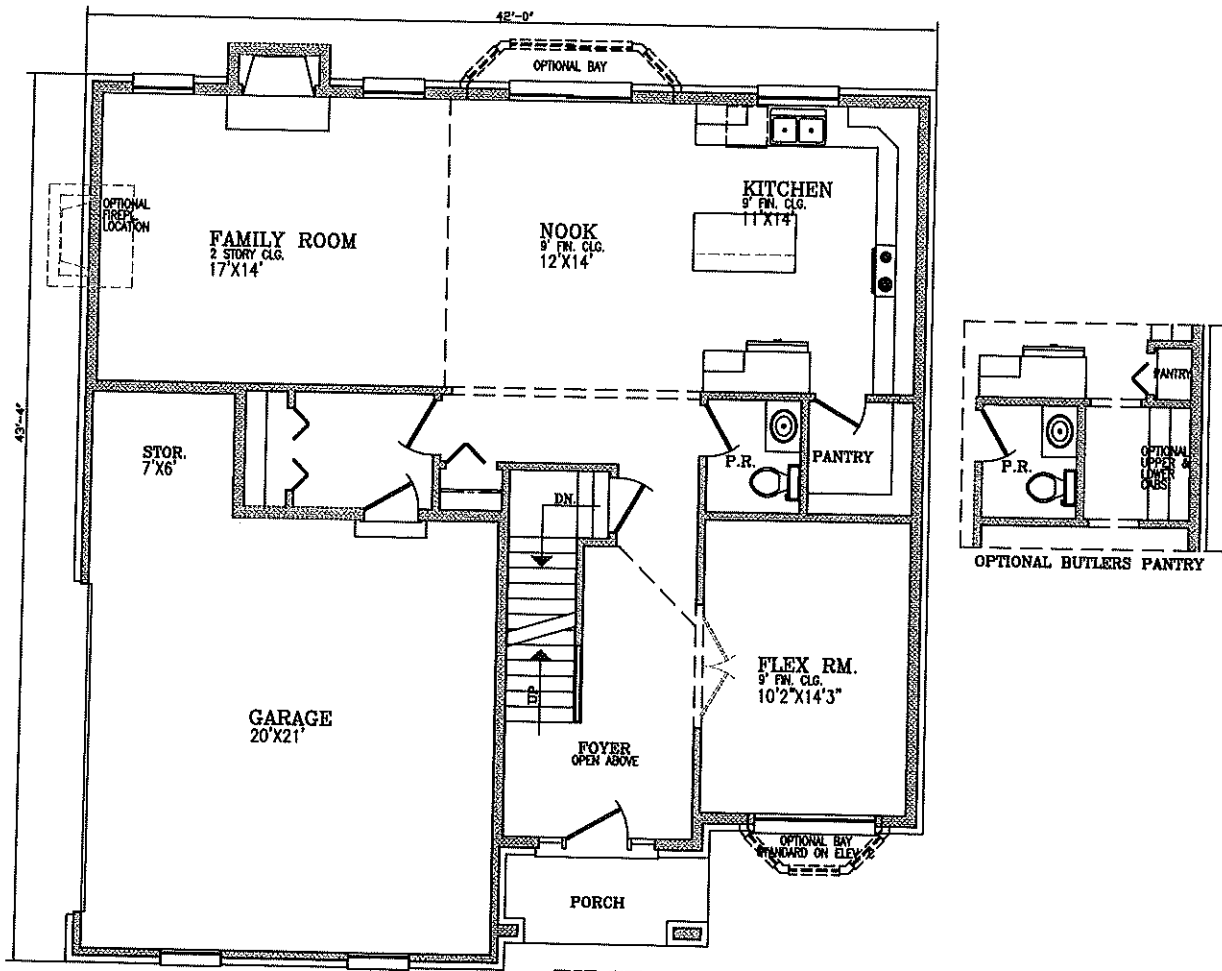 42'-0"
OPTIONAL BAY
43'-4"
OPTIONAL
FIREPL.
LOCATION
FAMILY ROOM
2 STORY CLG.
17'X14'
NOOK
9' FIN. CLG.
12'X14'
KITCHEN
9' FIN. CLG.
11'X14'
STOR.
7'X6'
P.R.
PANTRY
DN.
UP
GARAGE
20'X21'
FOYER
OPEN ABOVE
FLEX RM.
9' FIN. CLG.
10'2"X14'3"
OPTIONAL BAY
STANDARD ON ELEV
PORCH
PANTRY
P.R.
OPTIONAL
UPPER &
LOWER
CABS
OPTIONAL BUTLERS PANTRY